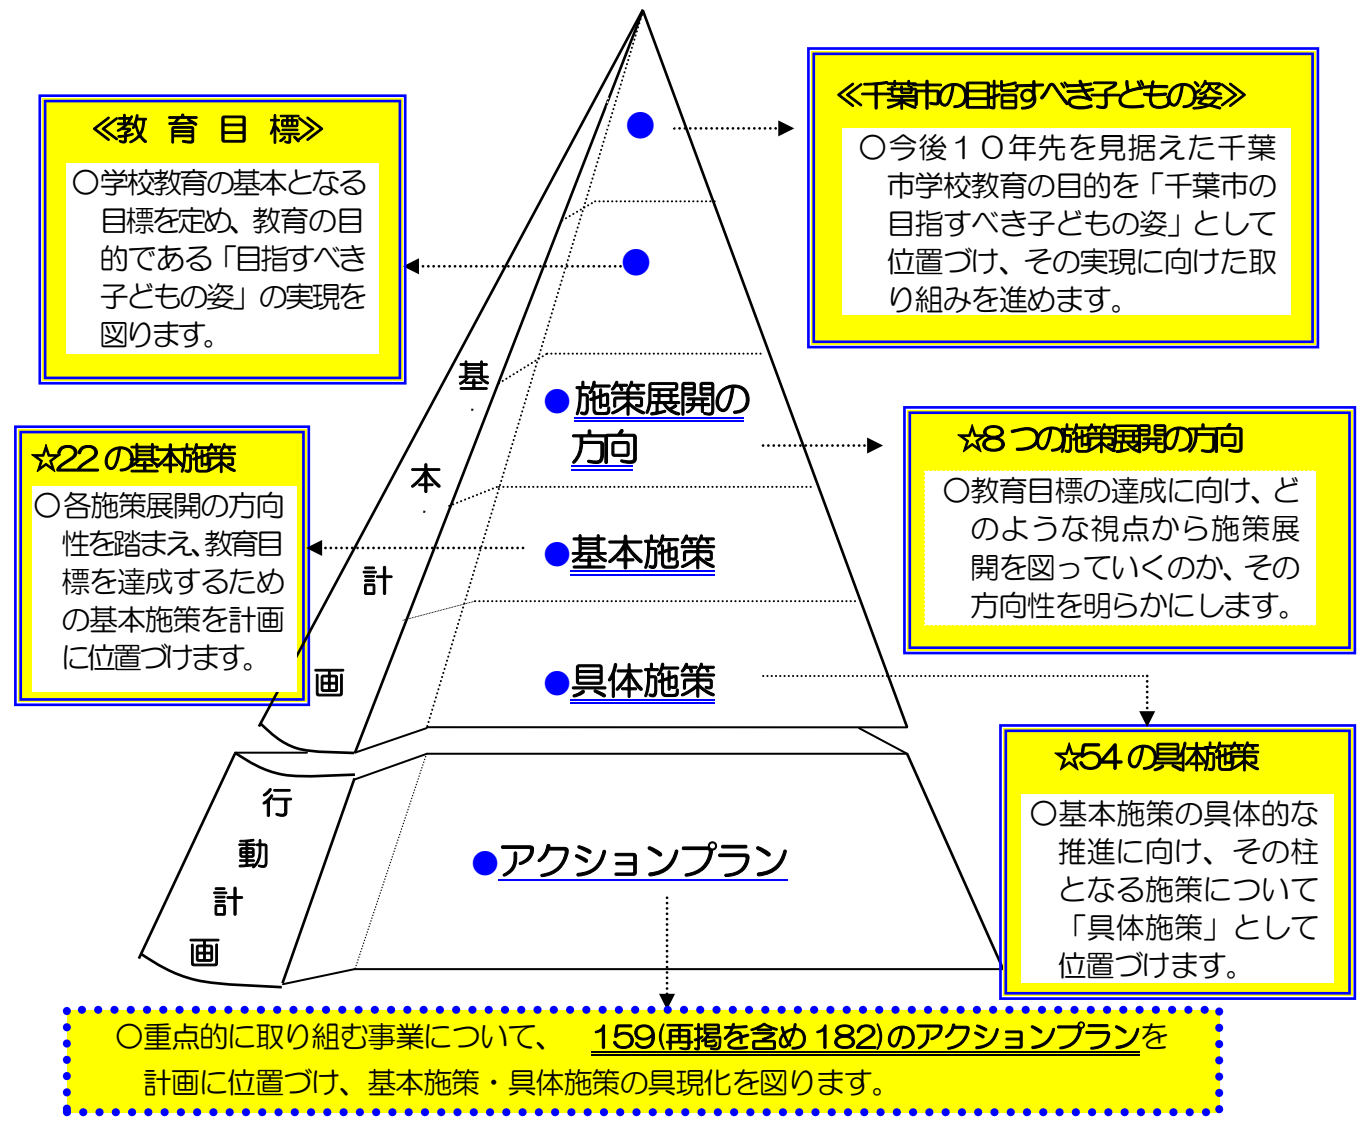 ≪千葉市の目指すべき子どもの姿≫
○今後１０年先を見据えた千葉
市学校教育の目的を「千葉市の
目指すべき子どもの姿」として
位置づけ、その実現に向けた取
り組みを進めます。
≪教 育 目 標≫
○学校教育の基本となる
目標を定め、教育の目
的である「目指すべき
子どもの姿」の実現を
図ります。
基
本
計
画
●施策展開の
方向
☆8 つの施策展開の方向
○教育目標の達成に向け、ど
のような視点から施策展
開を図っていくのか、その
方向性を明らかにします。
☆22 の基本施策
○各施策展開の方向
性を踏まえ、教育目
標を達成するため
の基本施策を計画
に位置づけます。
●基本施策
●具体施策
☆54 の具体施策
○基本施策の具体的な
推進に向け、その柱
となる施策について
「具体施策」として
位置づけます。
行
動
計
画
●アクションプラン
○重点的に取り組む事業について、 159(再掲を含め 182)のアクションプランを
計画に位置づけ、基本施策・具体施策の具現化を図ります。